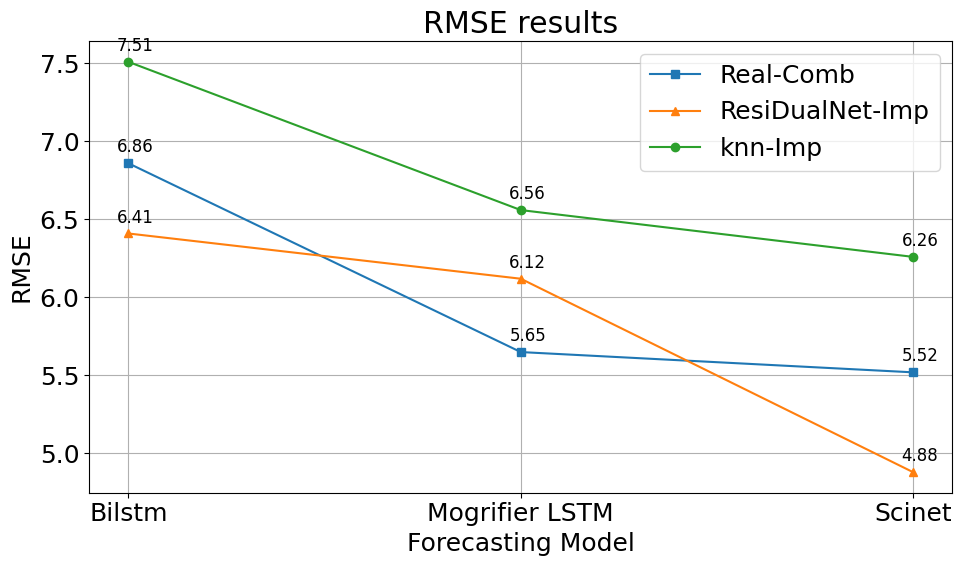 RMSE results
7.5
7.0
6.5
6.0
5.5
5.0
RMSE
7.51
6.86
6.41
6.56
6.12
5.65
6.26
5.52
4.88
Real-Comb
ResiDualNet-Imp
knn-Imp
Bilstm
Mogrifier LSTM
Scinet
Forecasting Model